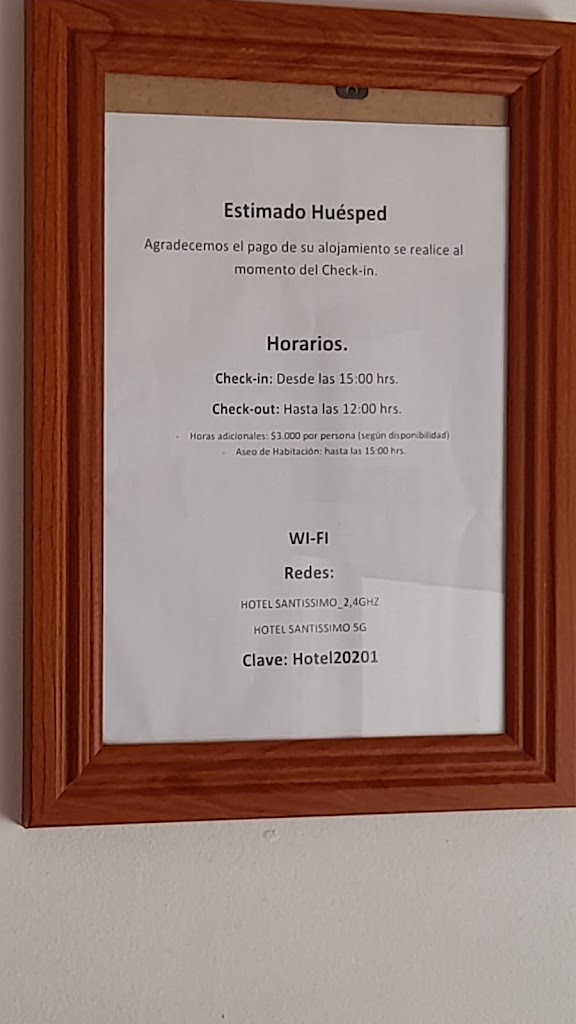 Estimado Huésped
Agradecemos el pago de su alojamiento se realice al
momento del Check-in.
Horarios.
Check-in: Desde las 15:00 hrs.
Check-out: Hasta las 12:00 hrs.
- Horas adicionales: $3.000 por persona (según disponibilidad)
- Aseo de Habitación: hasta las 15:00 hrs.
WI-FI
Redes:
HOTEL SANTISSIMO_2,4GHZ
HOTEL SANTISSIMO 5G
Clave: Hotel20201